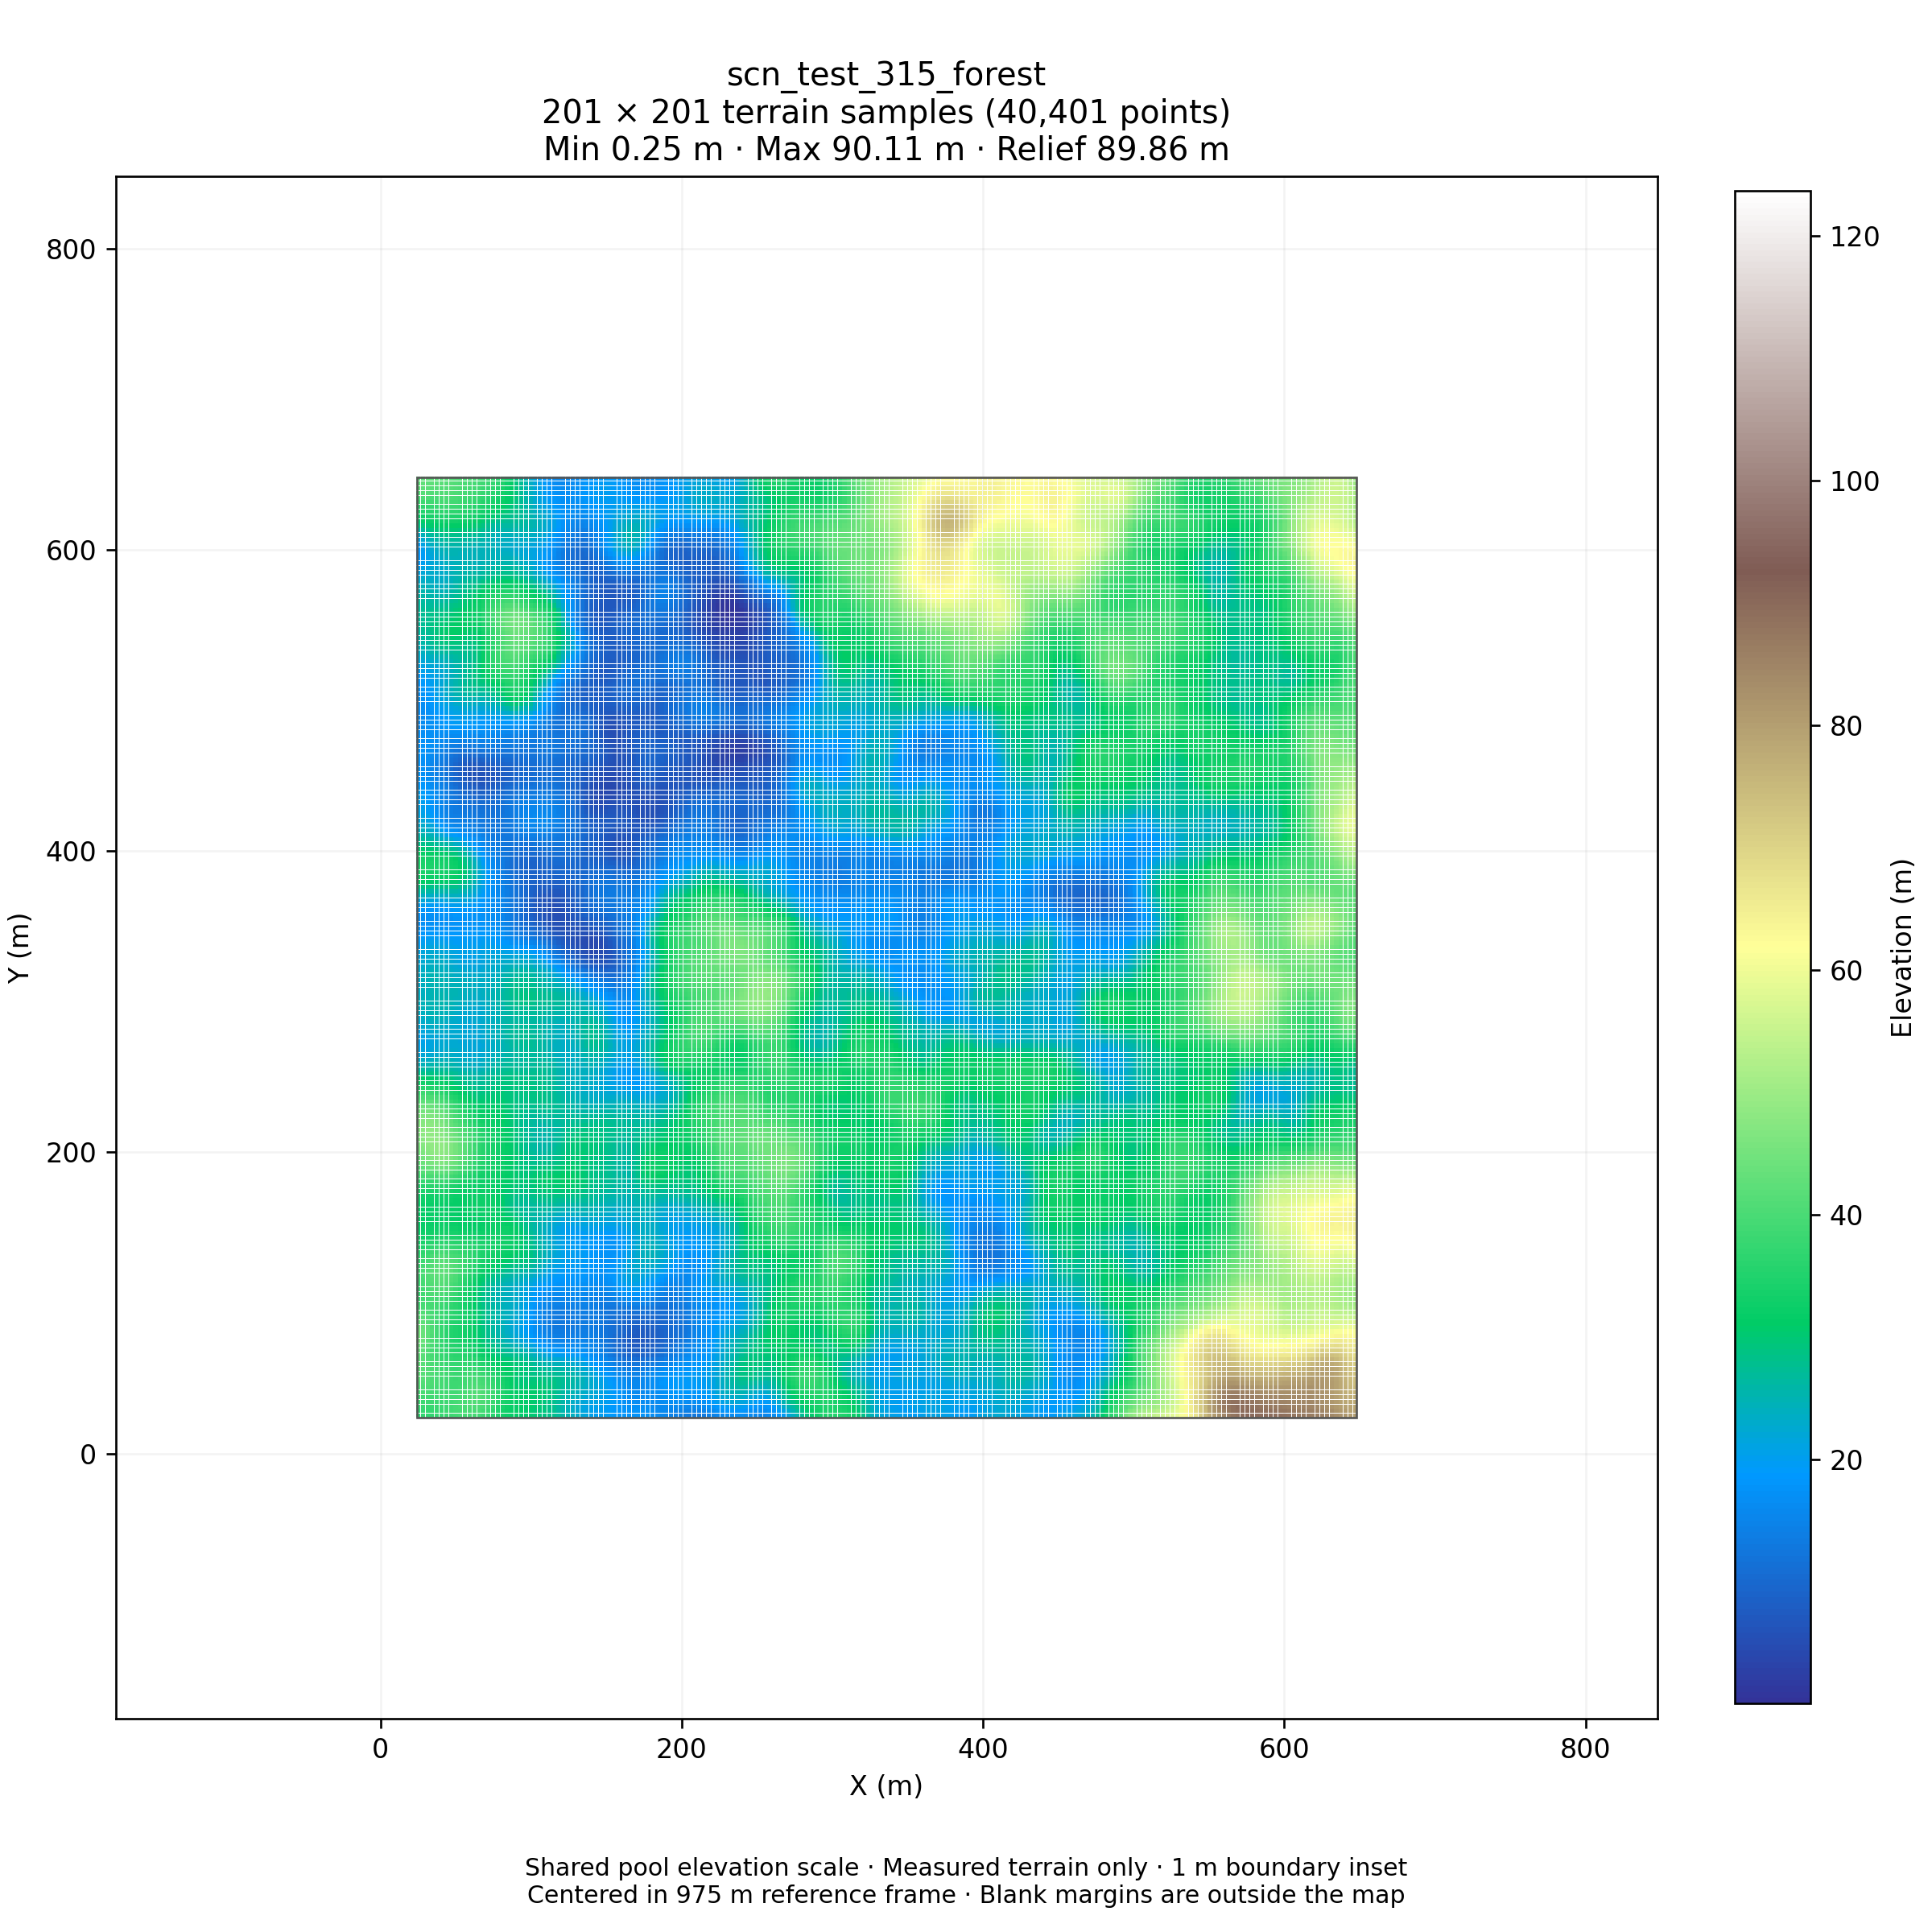 scn_test_315_forest
201 × 201 terrain samples (40,401 points)
Min 0.25 m · Max 90.11 m · Relief 89.86 m
800
600
400
200
0
Y (m)
0
200
400
600
800
X (m)
120
100
80
60
40
20
Elevation (m)
Shared pool elevation scale · Measured terrain only · 1 m boundary inset
Centered in 975 m reference frame · Blank margins are outside the map